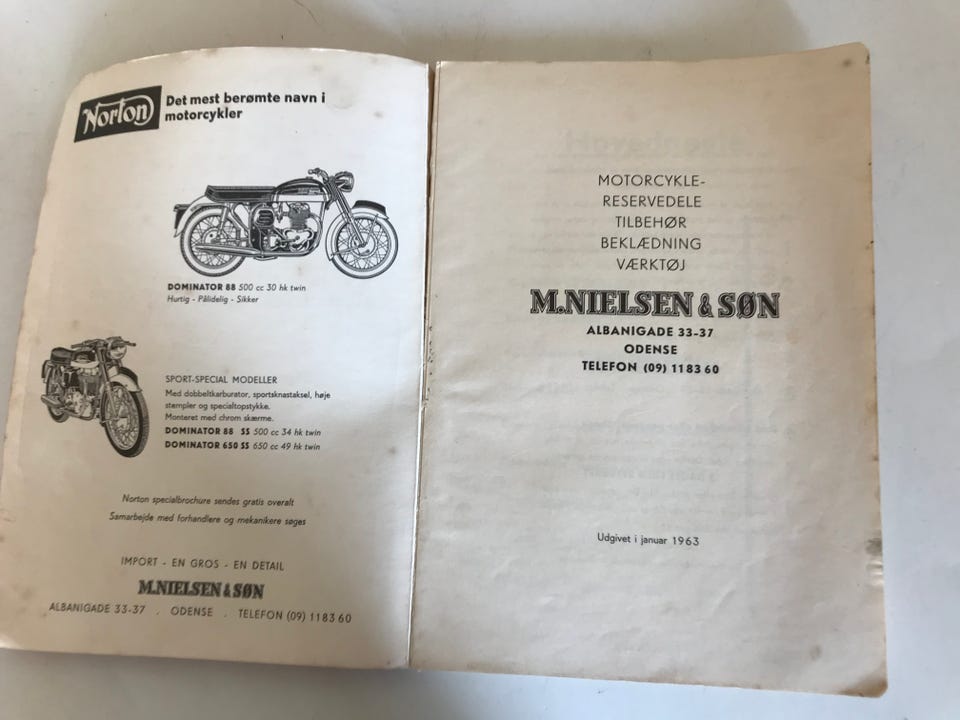 Norton
Det mest berømte navn i
motorcykler
DOMINATOR 88 500 cc 30 hk twin
Hurtig - Pålidelig - Sikker
SPORT-SPECIAL MODELLER
Med dobbeltkarburator, sportsknastaksel, høje
stempler og specialtopstykke.
Monteret med chrom skærme.
DOMINATOR 88 SS 500 cc 34 hk twin
DOMINATOR 650 SS 650 cc 49 hk twin
Norton specialbrochure sendes gratis overalt
Samarbejde med forhandlere og mekanikere søges
IMPORT - EN GROS - EN DETAIL
M.NIELSEN & SØN
ALBANIGADE 33-37 . ODENSE . TELEFON (09) 11 83 60
MOTORCYKLE-
RESERVEDELE
TILBEHØR
BEKLÆDNING
VÆRKTØJ
M.NIELSEN & SØN
ALBANIGADE 33-37
ODENSE
TELEFON (09) 11 83 60
Udgivet i januar 1963